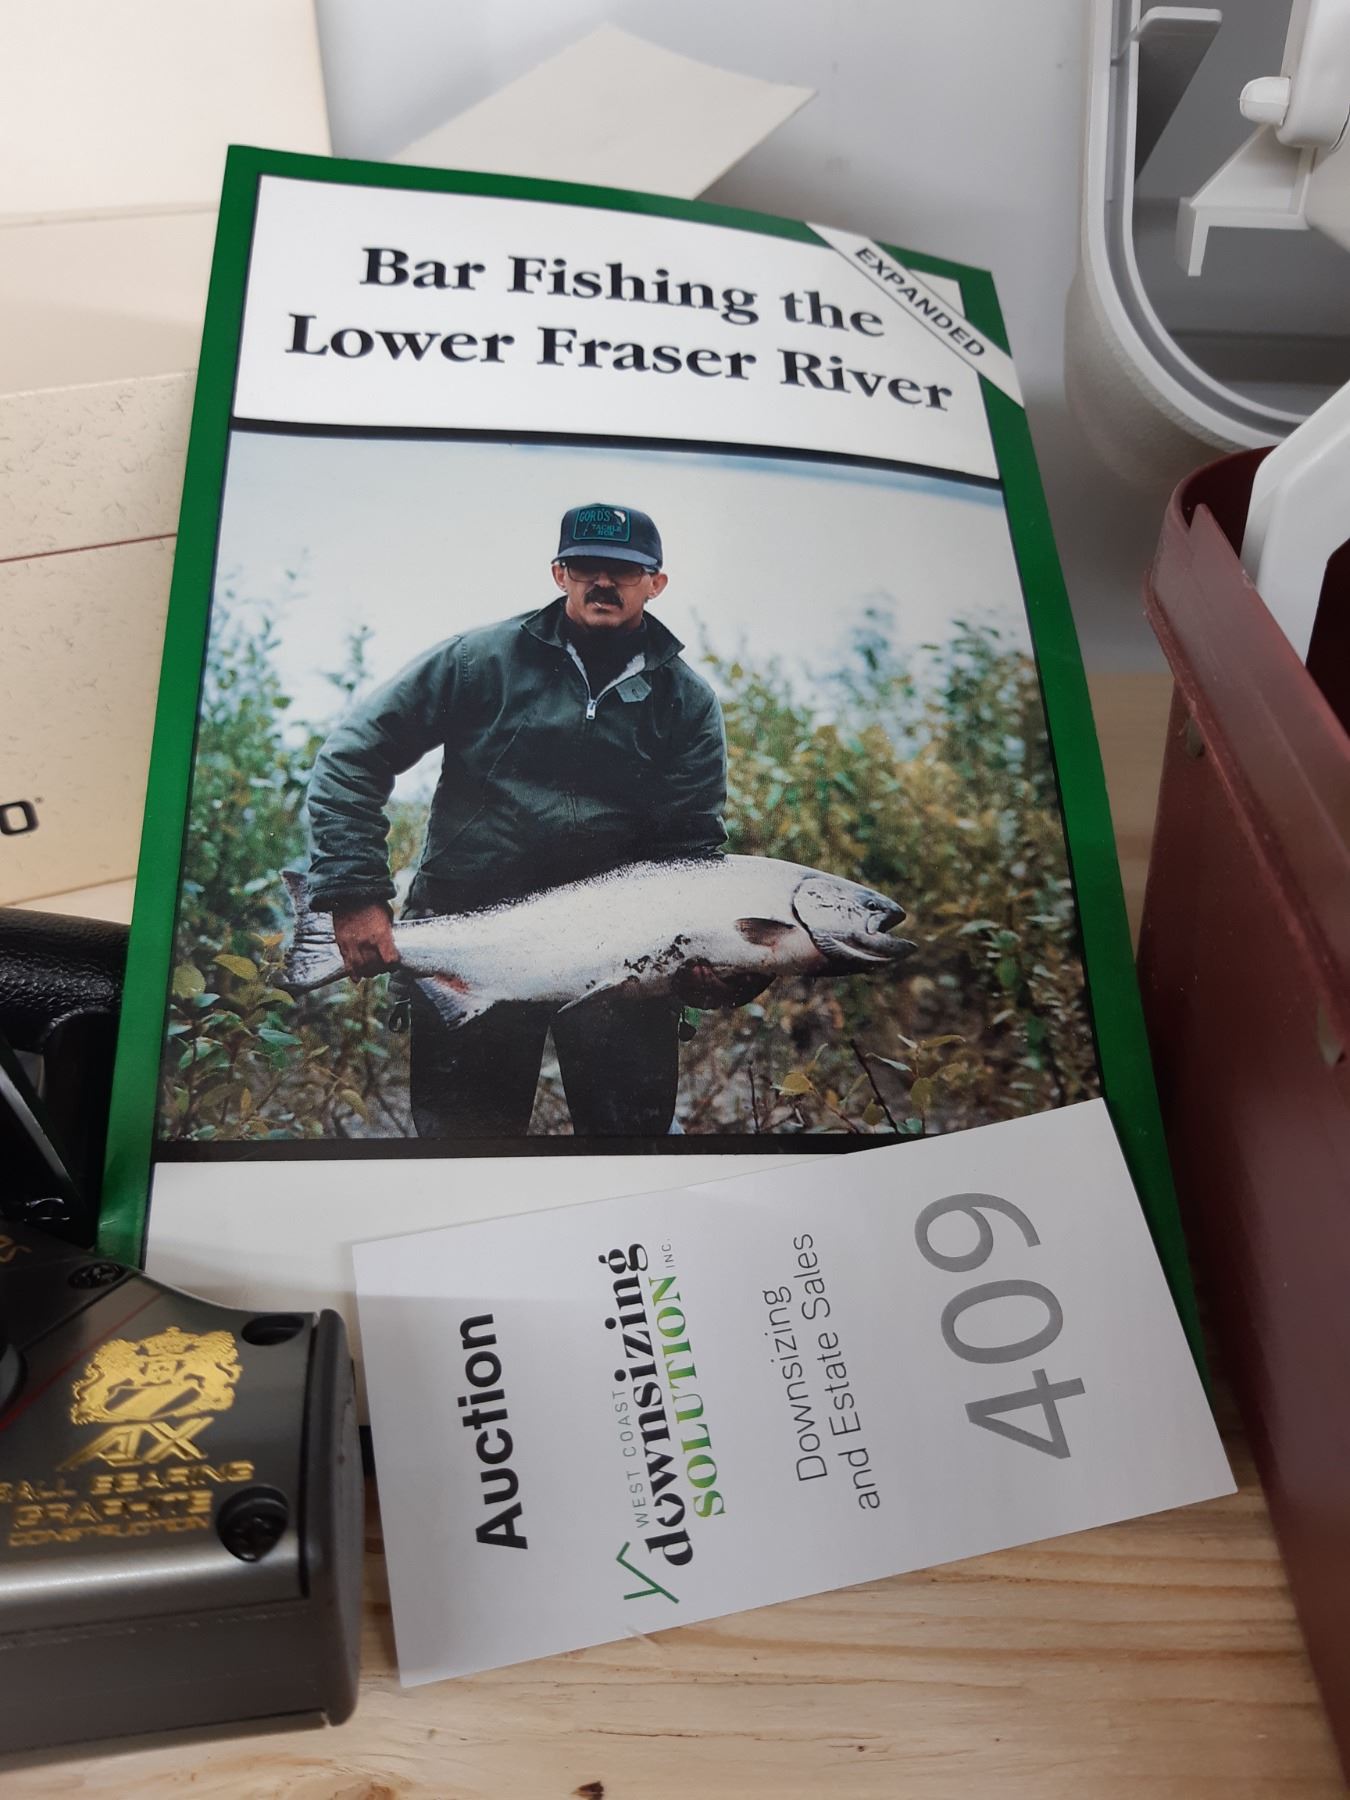 Bar Fishing the
Lower Fraser River
EXPANDED
GORD'S
TACKLE
BOX
O
Auction
WEST COAST
downsizing
SOLUTION INC.
Downsizing
and Estate Sales
409
AX
BALL BEARING
GRAPHITE
CONSTRUCTION